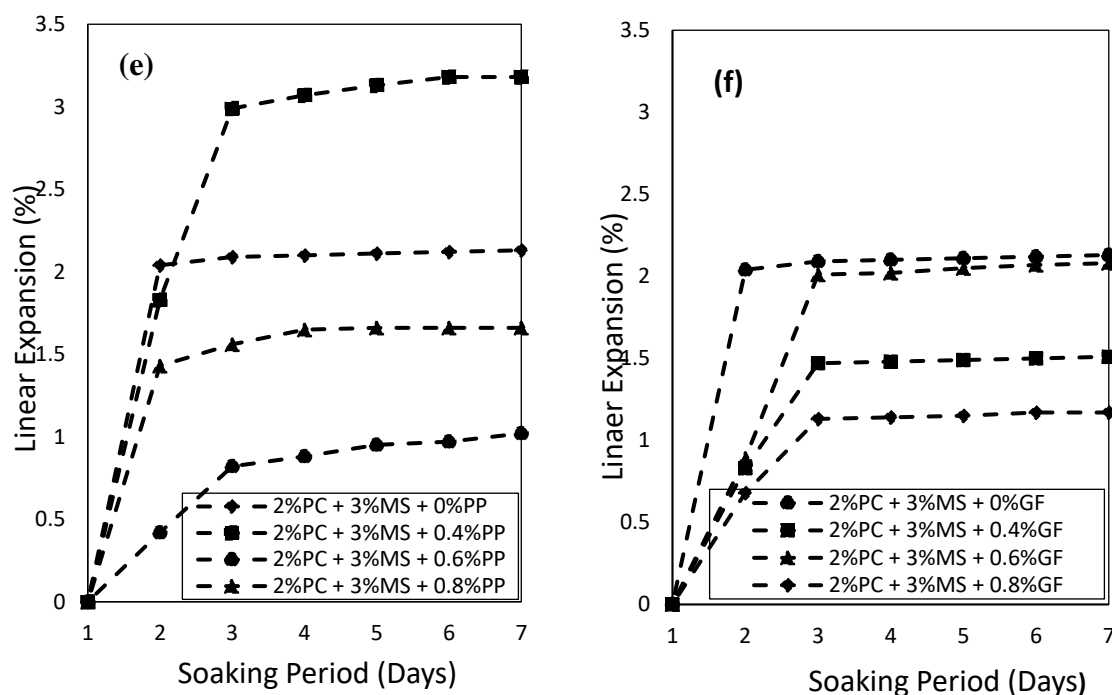 (e)
Linear Expansion (%)
3.5
3
2.5
2
1.5
1
0.5
0
2%PC + 3%MS + 0%PP
2%PC + 3%MS + 0.4%PP
2%PC + 3%MS + 0.6%PP
2%PC + 3%MS + 0.8%PP
1 2 3 4 5 6 7
Soaking Period (Days)
(f)
Linaer Expansion (%)
3.5
3
2.5
2
1.5
1
0.5
0
2%PC + 3%MS + 0%GF
2%PC + 3%MS + 0.4%GF
2%PC + 3%MS + 0.6%GF
2%PC + 3%MS + 0.8%GF
1 2 3 4 5 6 7
Soaking Period (Days)